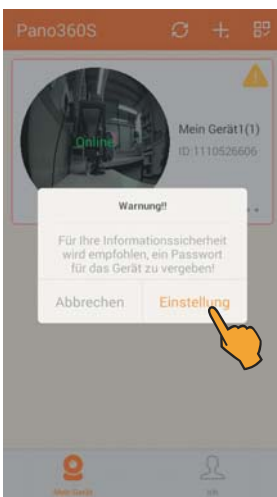 Pano360S
Online
Mein Gerät1(1)
ID:1110526606
Warnung!!
Für Ihre Informationssicherheit
wird empfohlen, ein Passwort
für das Gerät zu vergeben!
Abbrechen
Einstellung
Mein Gerät
Ich